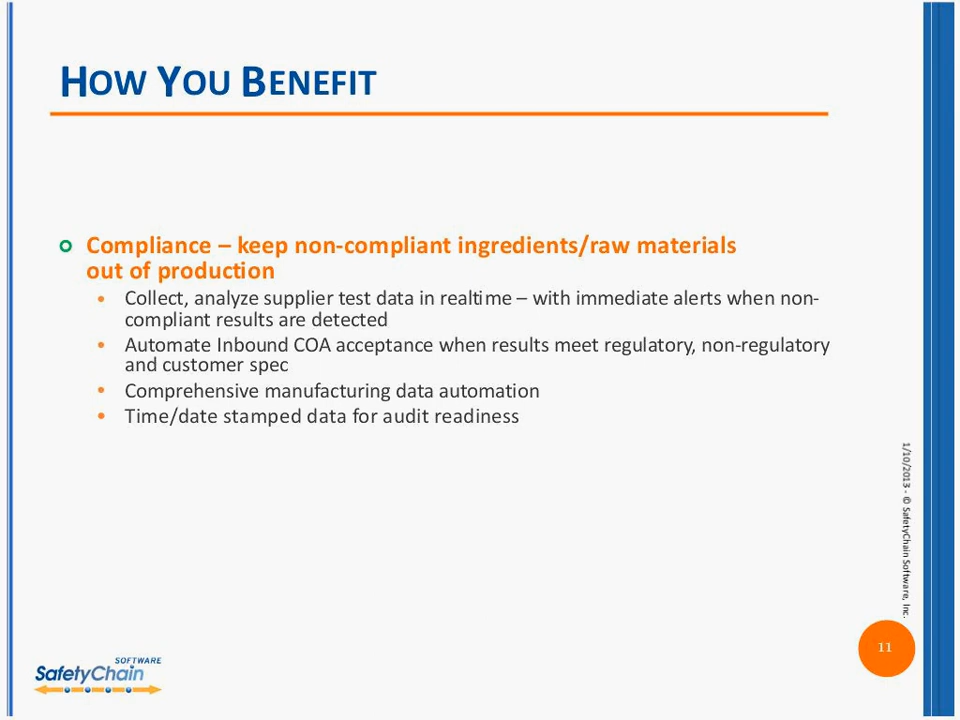 HOW YOU BENEFIT
Compliance – keep non-compliant ingredients/raw materials
out of production
Collect, analyze supplier test data in realtime – with immediate alerts when non-
compliant results are detected
Automate Inbound COA acceptance when results meet regulatory, non-regulatory
and customer spec
Comprehensive manufacturing data automation
Time/date stamped data for audit readiness
1/10/2013 - © SafetyChain Software, Inc.
11
SOFTWARE
SafetyChain